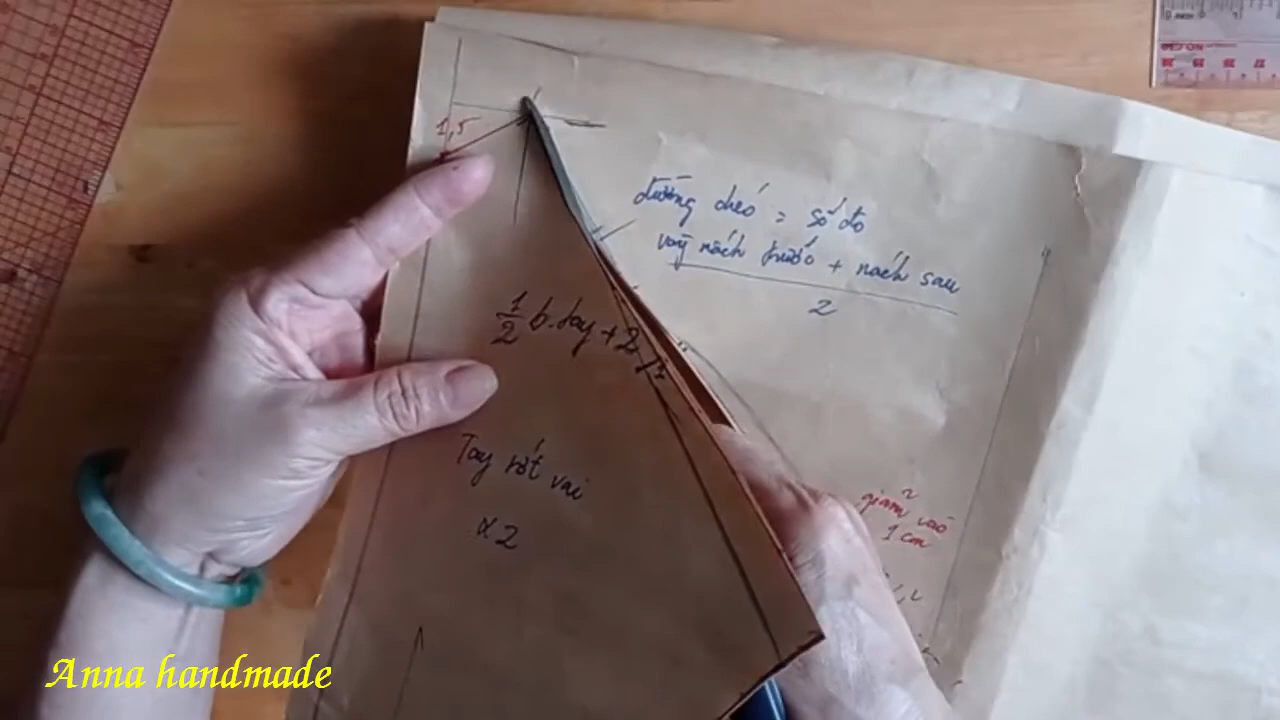 1,5
đường chéo = số đo
vòng nách trước + nách sau
2
1/2 b.tay + 2
Tay rớt vai
x 2
giảm vào
1 cm
Anna handmade